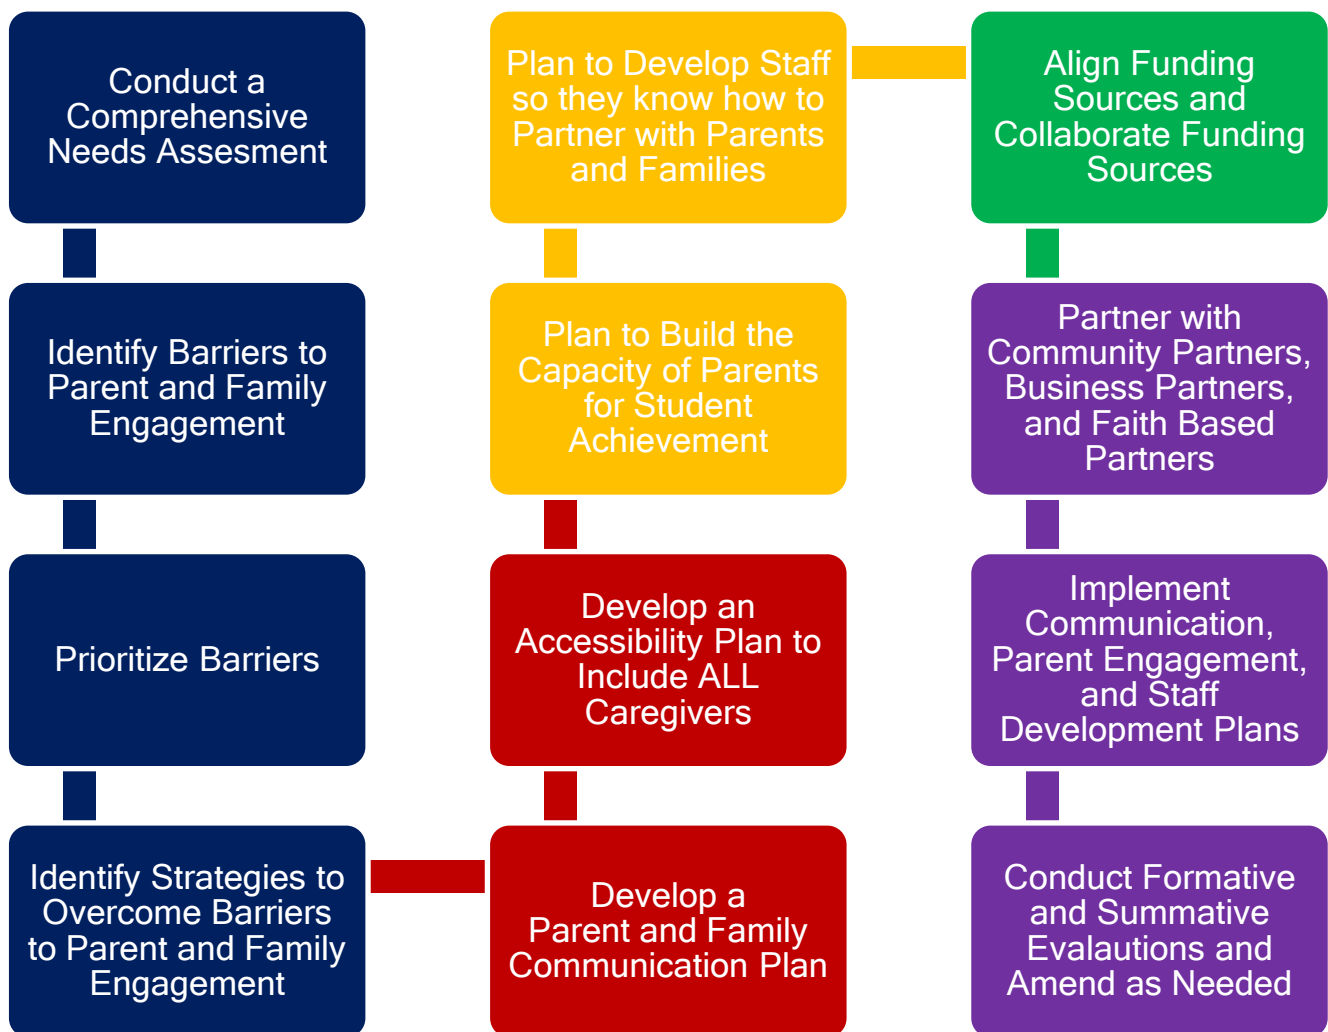 Conduct a
Comprehensive
Needs Assesment
Identify Barriers to
Parent and Family
Engagement
Prioritize Barriers
Identify Strategies to
Overcome Barriers
to Parent and Family
Engagement
Develop a
Parent and Family
Communication Plan
Develop an
Accessibility Plan to
Include ALL
Caregivers
Plan to Build the
Capacity of Parents
for Student
Achievement
Plan to Develop Staff
so they know how to
Partner with Parents
and Families
Align Funding
Sources and
Collaborate Funding
Sources
Partner with
Community Partners,
Business Partners,
and Faith Based
Partners
Implement
Communication,
Parent Engagement,
and Staff
Development Plans
Conduct Formative
and Summative
Evalautions and
Amend as Needed